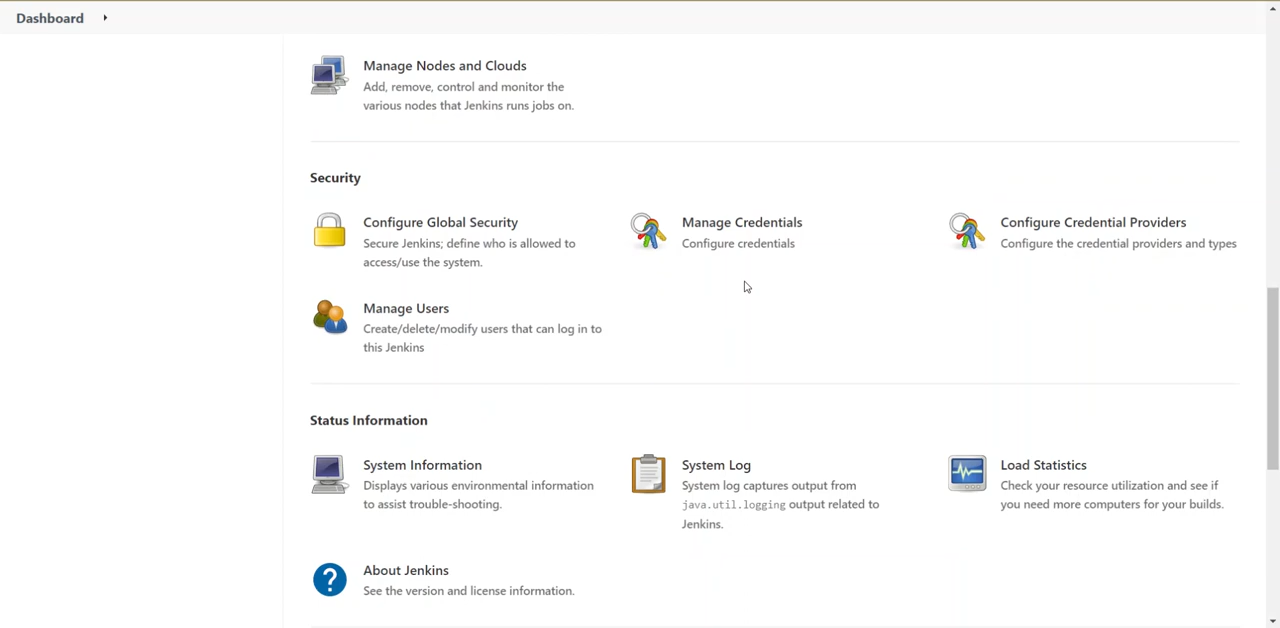 Dashboard
Manage Nodes and Clouds
Add, remove, control and monitor the
various nodes that Jenkins runs jobs on.
Security
Configure Global Security
Secure Jenkins; define who is allowed to
access/use the system.
Manage Credentials
Configure credentials
Configure Credential Providers
Configure the credential providers and types
Manage Users
Create/delete/modify users that can log in to
this Jenkins
Status Information
System Information
Displays various environmental information
to assist trouble-shooting.
System Log
System log captures output from
java.util.logging output related to
Jenkins.
Load Statistics
Check your resource utilization and see if
you need more computers for your builds.
About Jenkins
See the version and license information.